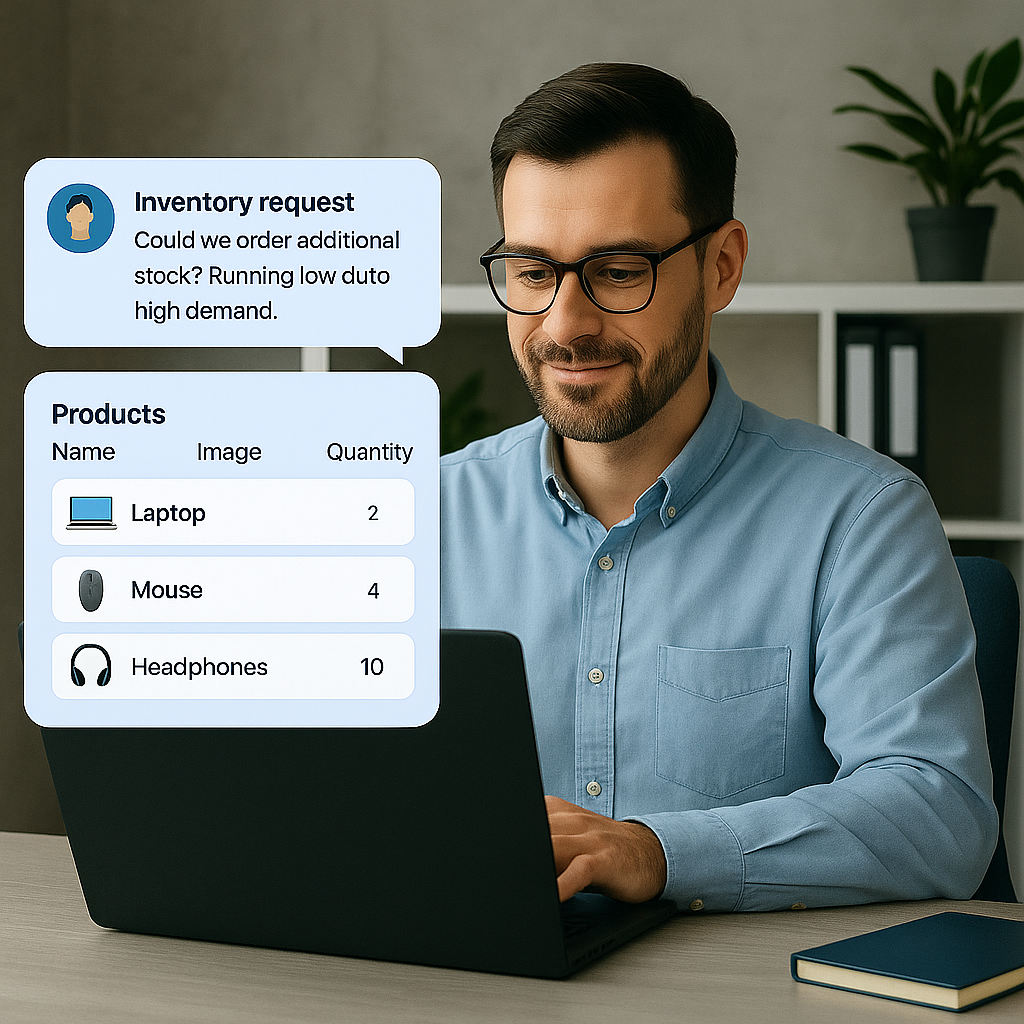 Inventory request
Could we order additional
stock? Running low duto
high demand.
Products
Name Image Quantity
Laptop 2
Mouse 4
Headphones 10